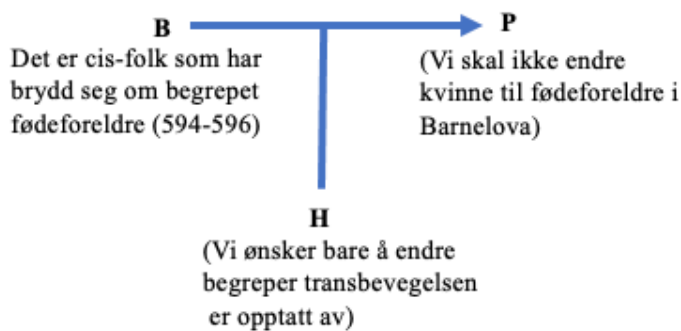 B
Det er cis-folk som har
brydd seg om begrepet
fødeforeldre (594-596)
P
(Vi skal ikke endre
kvinne til fødeforeldre i
Barnelova)
H
(Vi ønsker bare å endre
begreper transbevegelsen
er opptatt av)